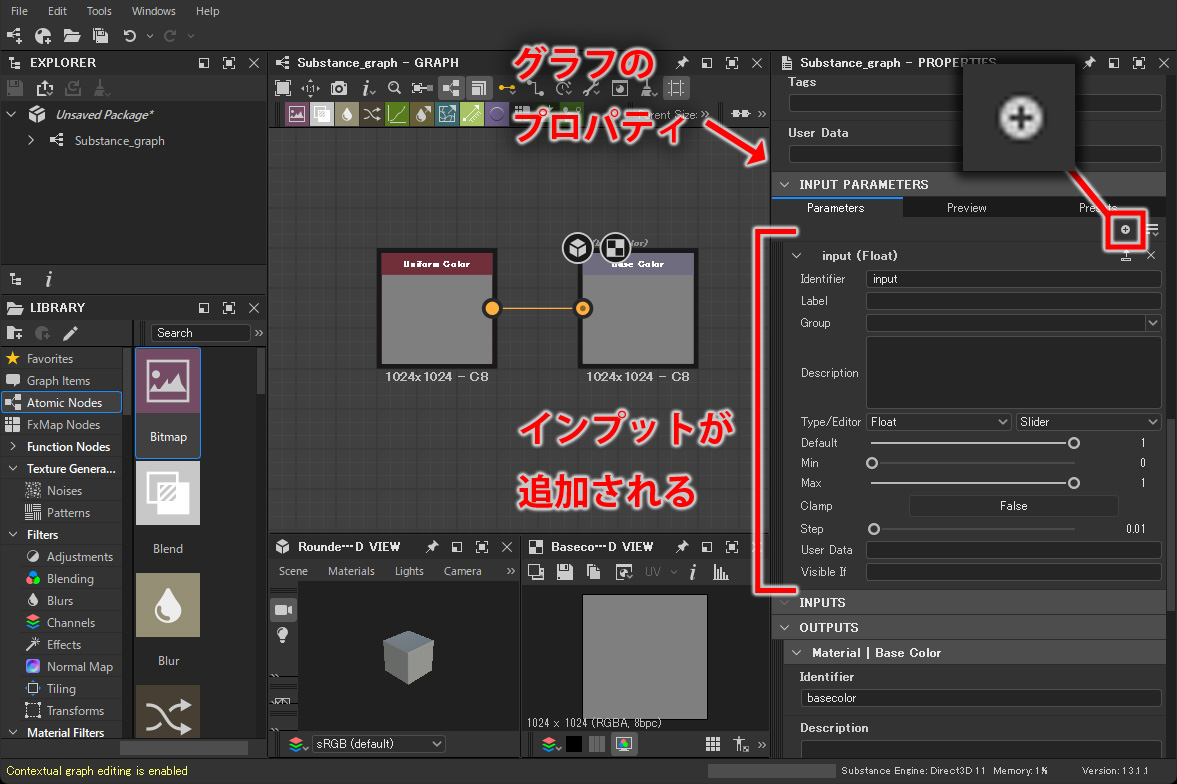 File Edit Tools Windows Help
EXPLORER
Unsaved Package*
Substance_graph
LIBRARY
Search
Favorites
Graph Items
Atomic Nodes
FxMap Nodes
Function Nodes
Texture Genera...
Noises
Patterns
Filters
Adjustments
Blending
Blurs
Channels
Effects
Normal Map
Tiling
Transforms
Material Filters
Bitmap
Blend
Blur
Substance_graph - GRAPH
グラフの
プロパティ
Uniform Color
Base Color
1024x1024 - C8
1024x1024 - C8
インプットが
追加される
Rounde…D VIEW
Scene Materials Lights Camera
sRGB (default)
Baseco…D VIEW
UV
1024 x 1024 (RGBA, 8bpc)
Substance_graph - PROPERTIES
Tags
User Data
INPUT PARAMETERS
Parameters Preview
input (Float)
Identifier input
Label
Group
Description
Type/Editor Float Slider
Default 1
Min 0
Max 1
Clamp False
Step 0.01
User Data
Visible If
INPUTS
OUTPUTS
Material | Base Color
Identifier
basecolor
Description
Contextual graph editing is enabled
Substance Engine: Direct3D 11 Memory: 1% Version: 13.1.1